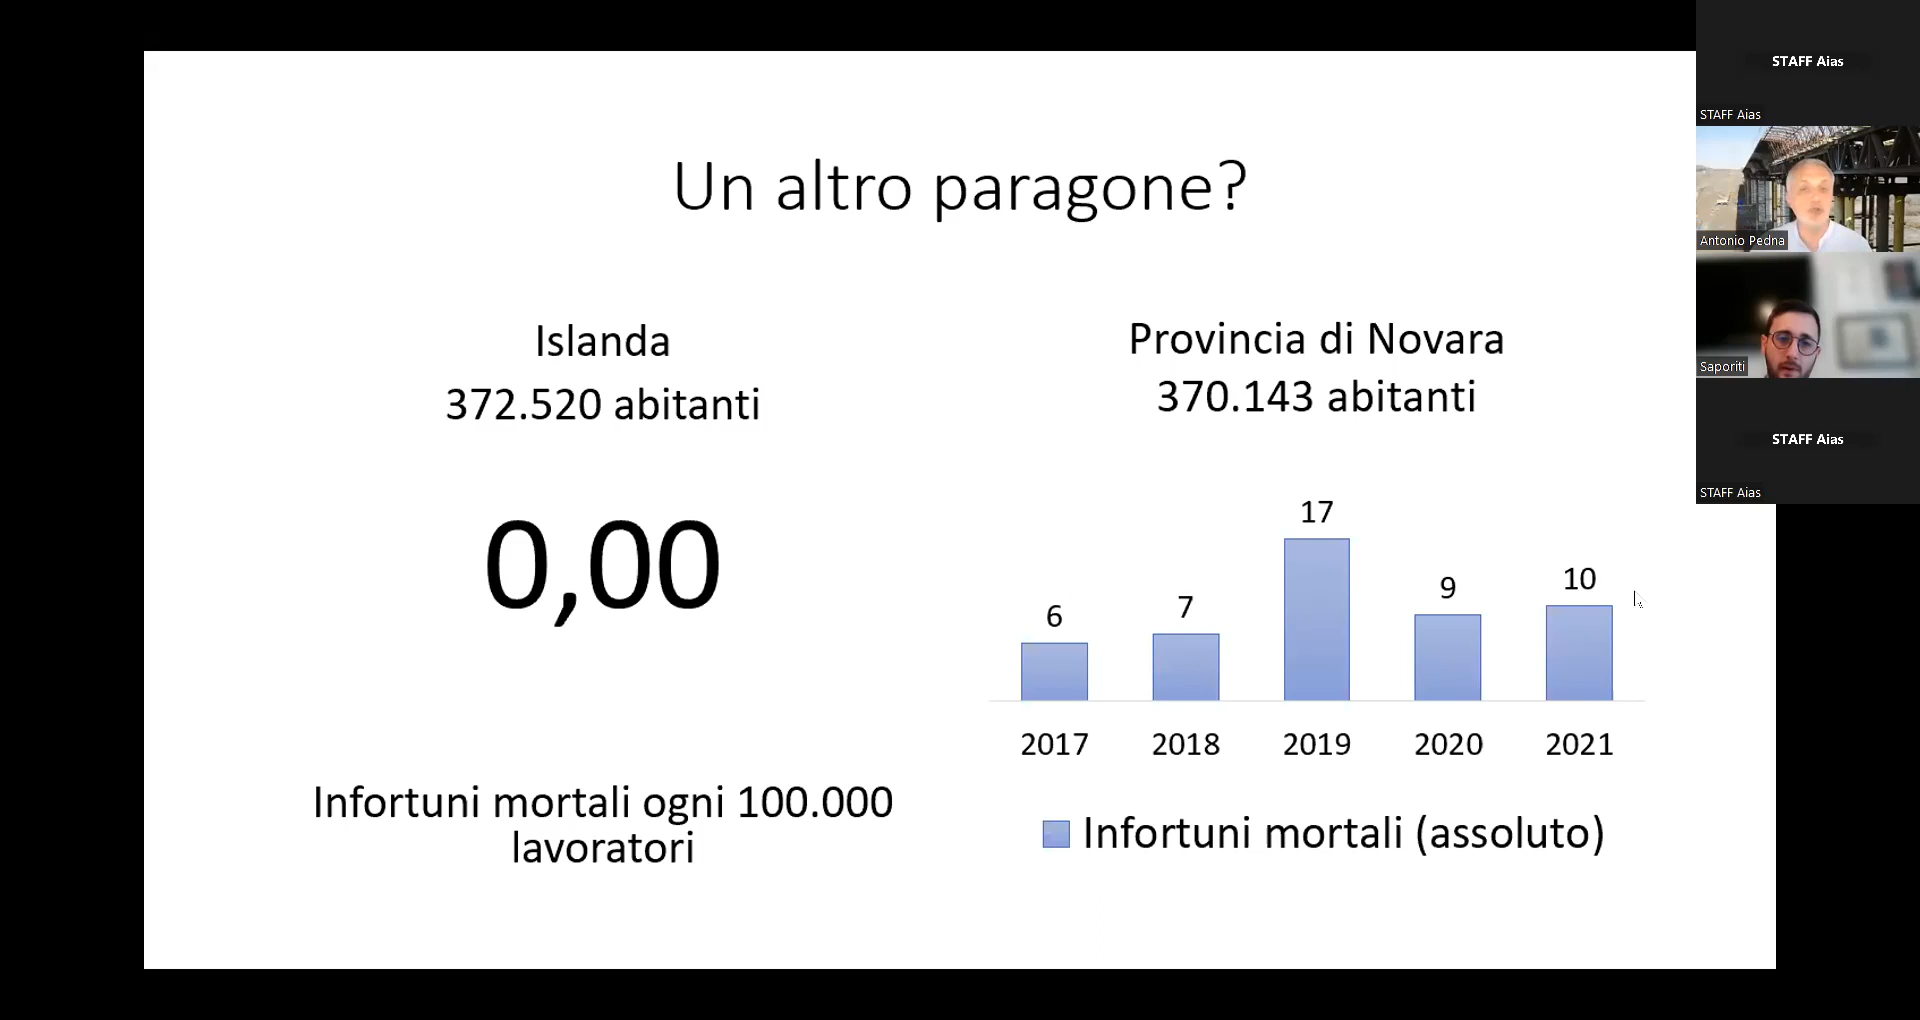 Un altro paragone?
Islanda
372.520 abitanti
0,00
Infortuni mortali ogni 100.000
lavoratori
Provincia di Novara
370.143 abitanti
6
7
17
9
10
2017
2018
2019
2020
2021
Infortuni mortali (assoluto)
STAFF Aias
STAFF Aias
Antonio Pedna
Saporiti
STAFF Aias
STAFF Aias